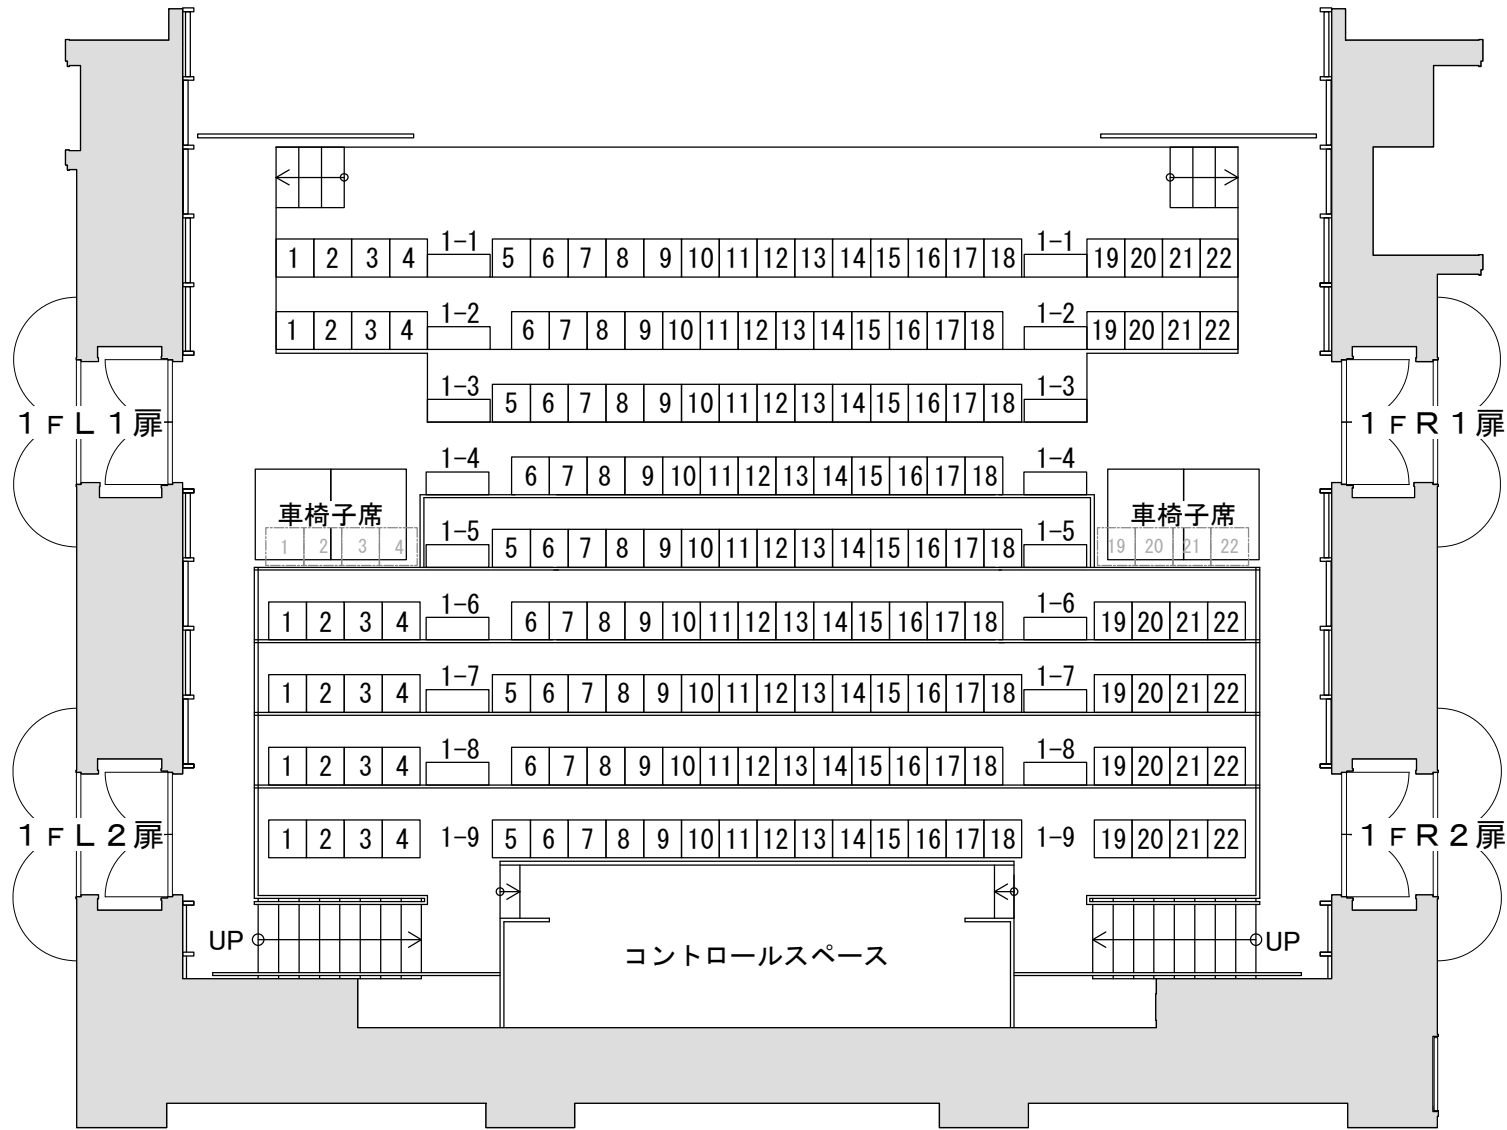 1-1 1-1
1 2 3 4 5 6 7 8 9 10 11 12 13 14 15 16 17 18 19 20 21 22
1-2 1-2
1 2 3 4 6 7 8 9 10 11 12 13 14 15 16 17 18 19 20 21 22
1-3 1-3
5 6 7 8 9 10 11 12 13 14 15 16 17 18
1FL1扉 1FR1扉
1-4 1-4
6 7 8 9 10 11 12 13 14 15 16 17 18
車椅子席 車椅子席
1-5 1-5
1 2 3 4 5 6 7 8 9 10 11 12 13 14 15 16 17 18 19 20 21 22
1-6 1-6
1 2 3 4 6 7 8 9 10 11 12 13 14 15 16 17 18 19 20 21 22
1-7 1-7
1 2 3 4 5 6 7 8 9 10 11 12 13 14 15 16 17 18 19 20 21 22
1-8 1-8
1 2 3 4 6 7 8 9 10 11 12 13 14 15 16 17 18 19 20 21 22
1FL2扉 1 2 3 4 1-9 5 6 7 8 9 10 11 12 13 14 15 16 17 18 1-9 19 20 21 22 1FR2扉
UP コントロールスペース UP